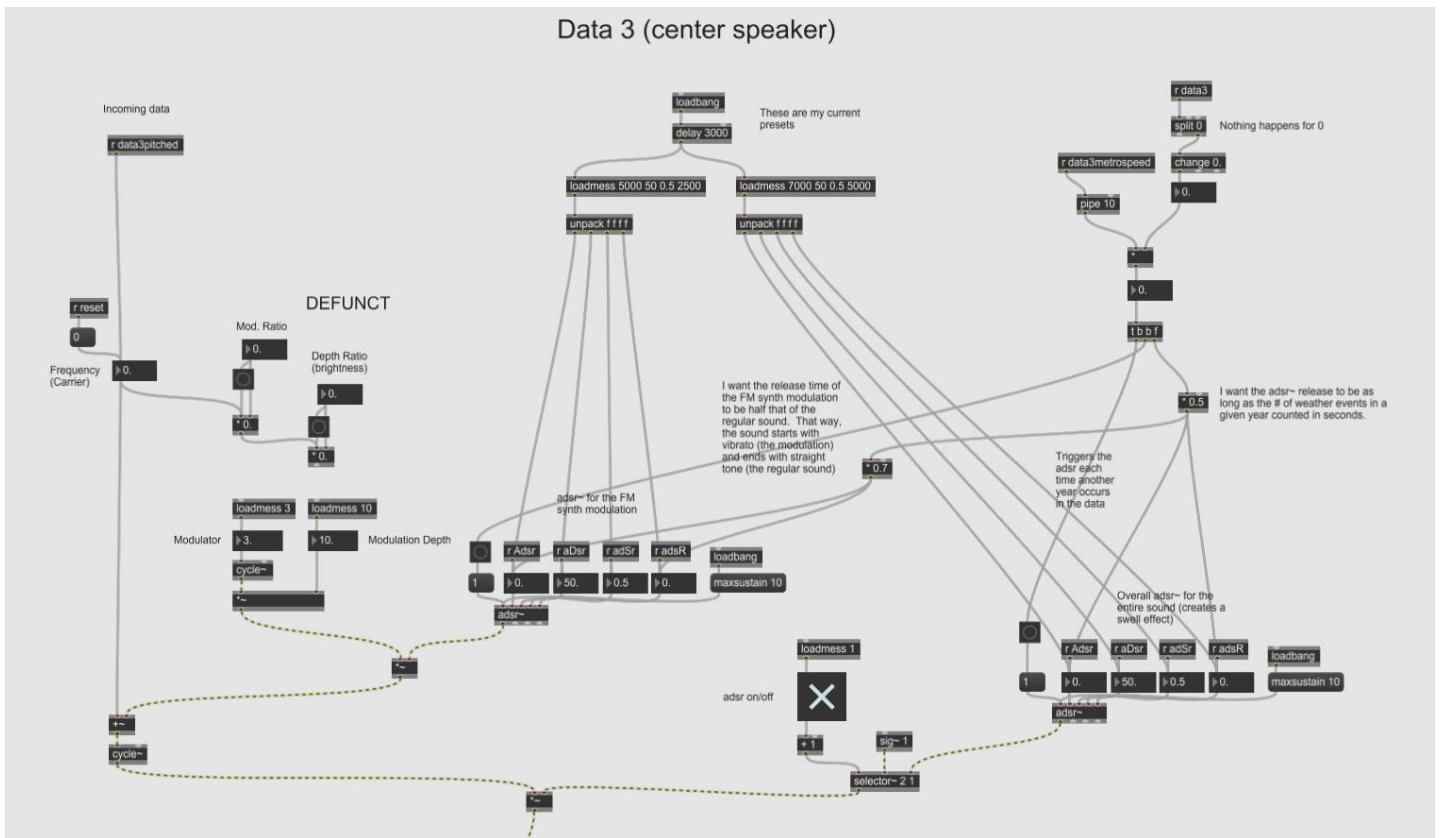 Data 3 (center speaker)
Incoming data
r data3pitched
r reset
0
Frequency
(Carrier)
0.
DEFUNCT
Mod. Ratio
0.
Depth Ratio
(brightness)
0.
* 0.
* 0.
loadmess 3
loadmess 10
Modulator
3.
10.
Modulation Depth
cycle~
*~
loadbang
These are my current
presets
delay 3000
loadmess 5000 50 0.5 2500
loadmess 7000 50 0.5 5000
unpack f f f f
unpack f f f f
r data3
split 0
Nothing happens for 0
r data3metrospeed
change 0.
0.
pipe 10
*
0.
t b b f
* 0.5
I want the adsr~ release to be as
long as the # of weather events in a
given year counted in seconds.
I want the release time of
the FM synth modulation
to be half that of the
regular sound. That way,
the sound starts with
vibrato (the modulation)
and ends with straight
tone (the regular sound)
* 0.7
Triggers the
adsr each
time another
year occurs
in the data
adsr~ for the FM
synth modulation
r Adsr
r aDsr
r adSr
r adsR
loadbang
1
0.
50.
0.5
0.
maxsustain 10
adsr~
*~
Overall adsr~ for the
entire sound (creates a
swell effect)
r Adsr
r aDsr
r adSr
r adsR
loadbang
1
0.
50.
0.5
0.
maxsustain 10
adsr~
loadmess 1
adsr on/off
+ 1
sig~ 1
selector~ 2 1
+~
cycle~
*~